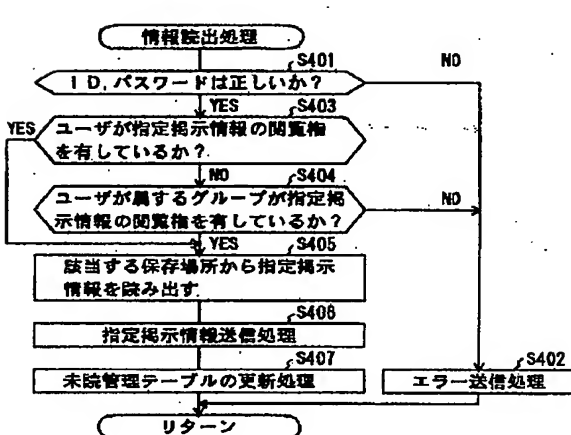 情報読出処理
S401
NO
ID,パスワードは正しいか?
YES
S403
YES
ユーザが指定掲示情報の閲覧権
を有しているか?
NO
S404
ユーザが属するグループが指定掲
示情報の閲覧権を有しているか?
NO
YES
S405
該当する保存場所から指定掲示
情報を読み出す
S406
指定掲示情報送信処理
S407
未読管理テーブルの更新処理
S402
エラー送信処理
リターン